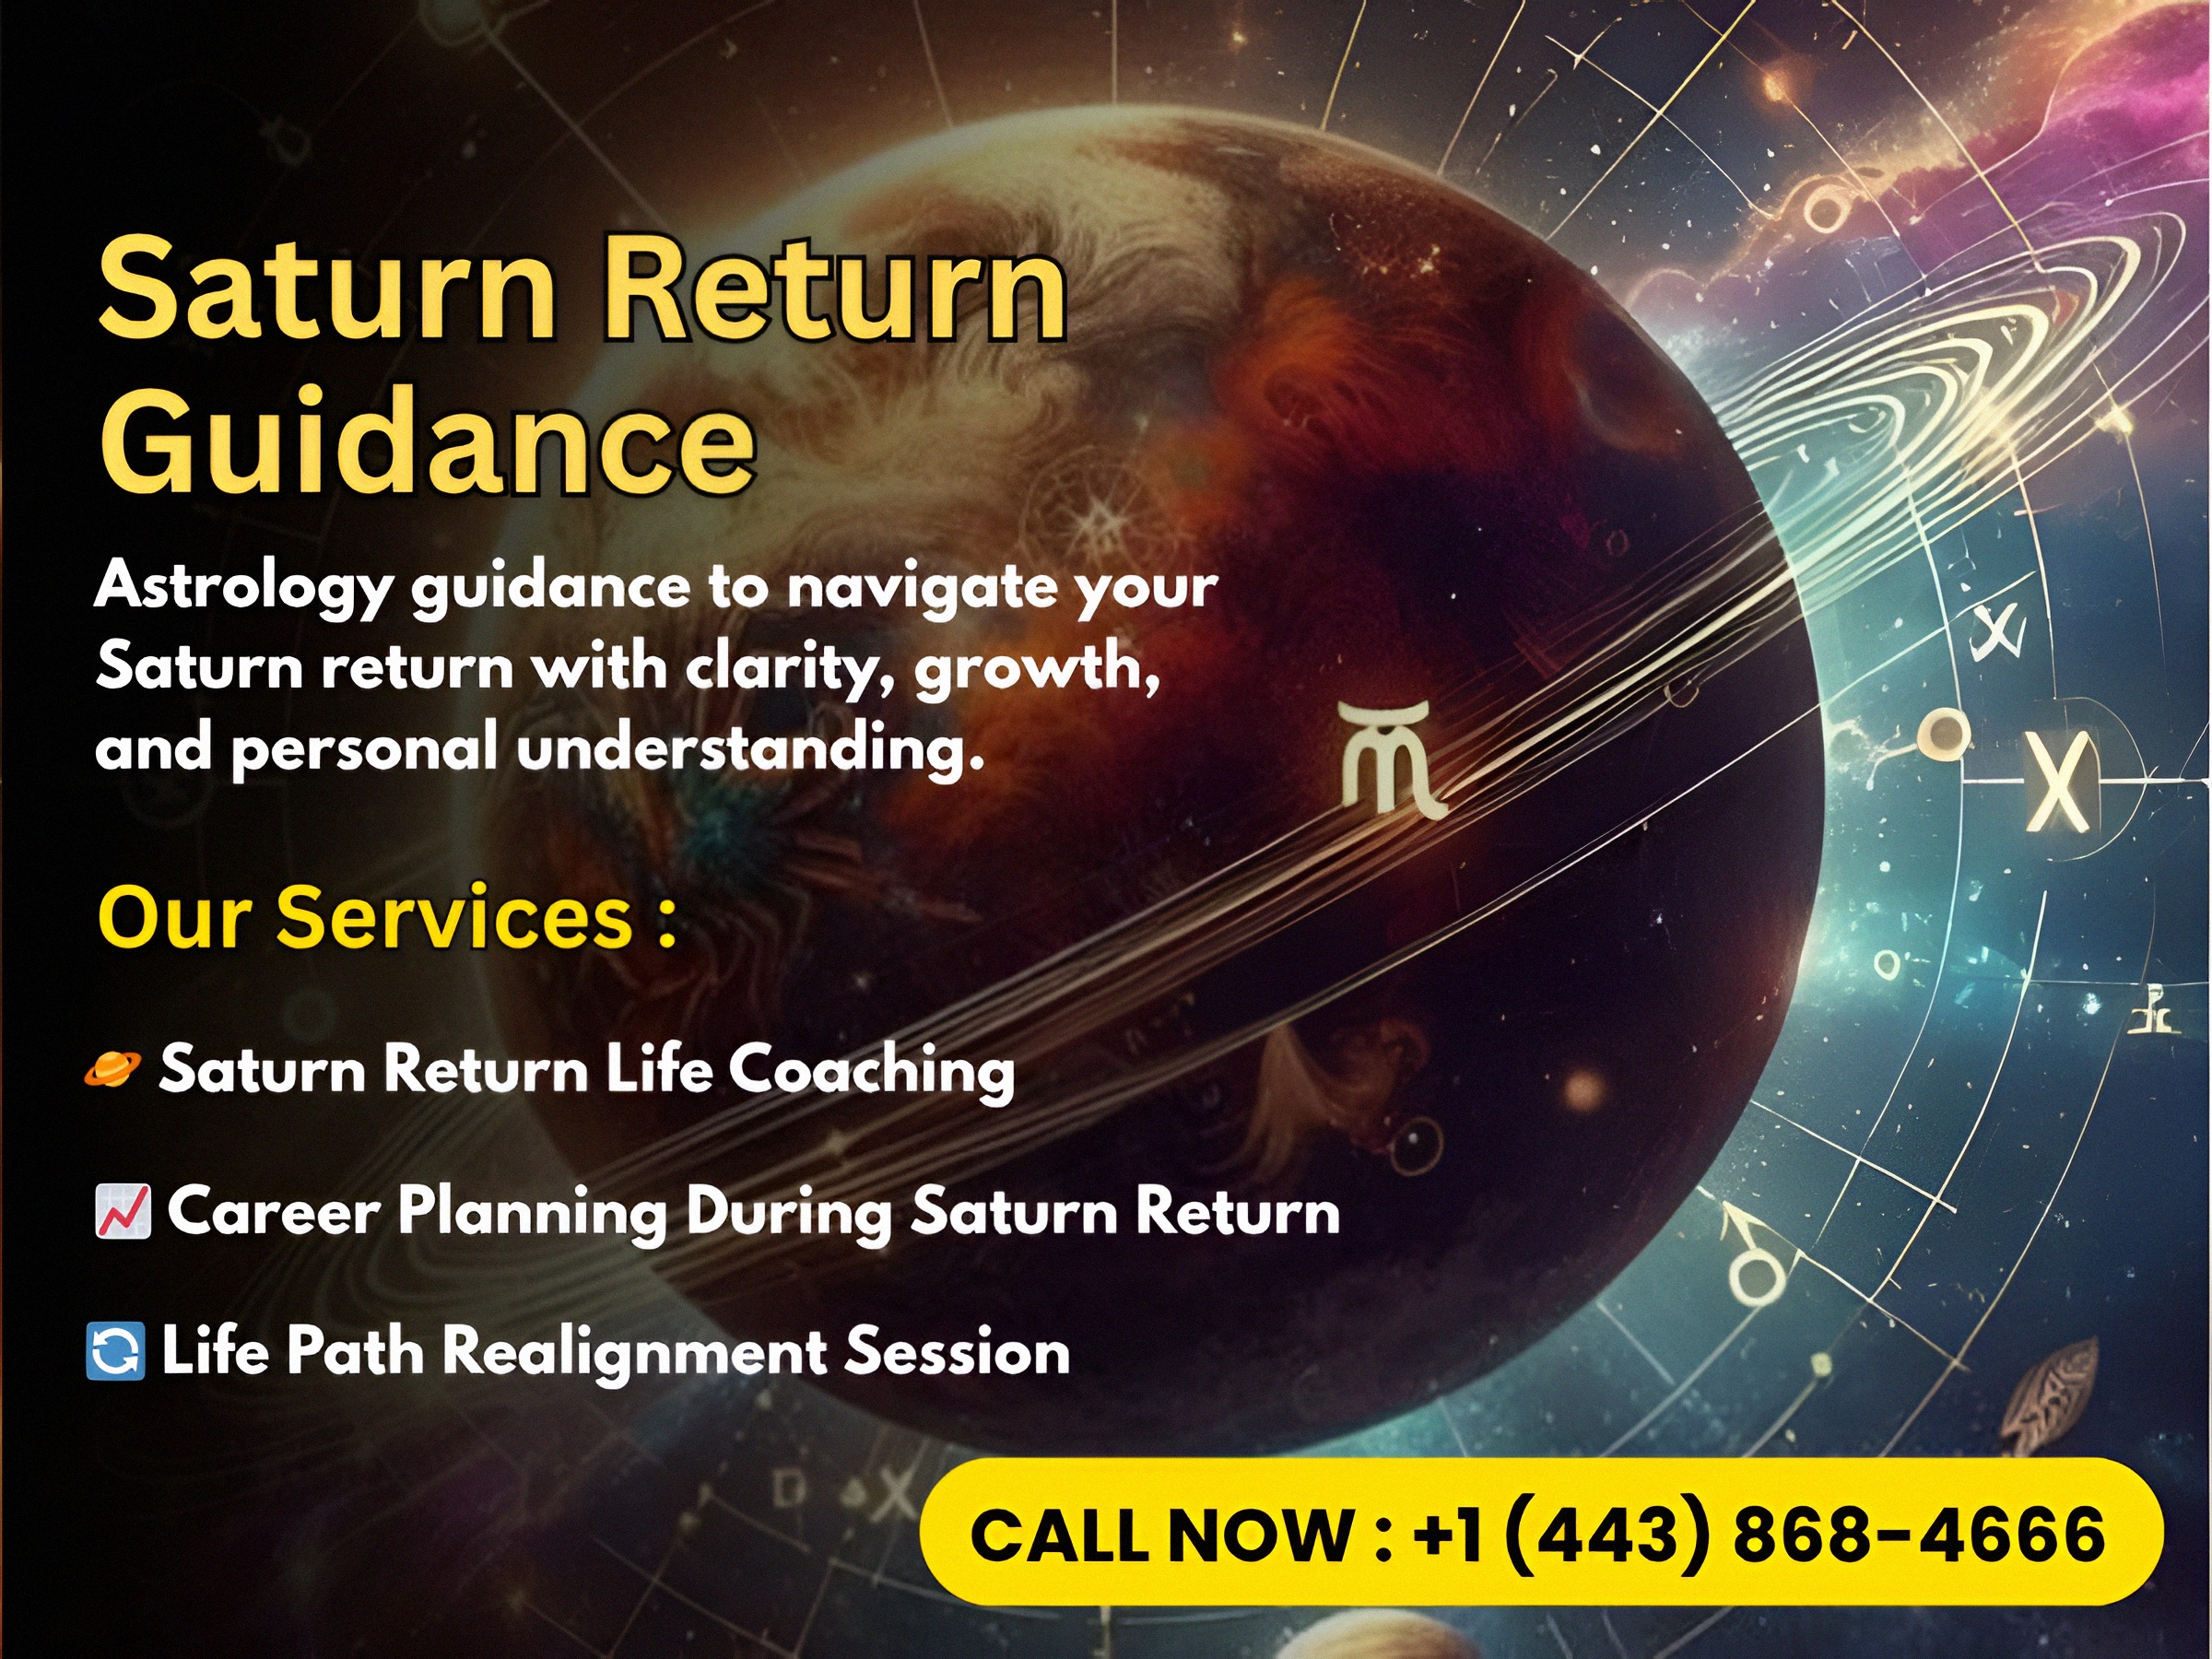 Saturn Return
Guidance
Astrology guidance to navigate your
Saturn return with clarity, growth,
and personal understanding.
Our Services :
Saturn Return Life Coaching
Career Planning During Saturn Return
Life Path Realignment Session
CALL NOW : +1 (443) 868-4666